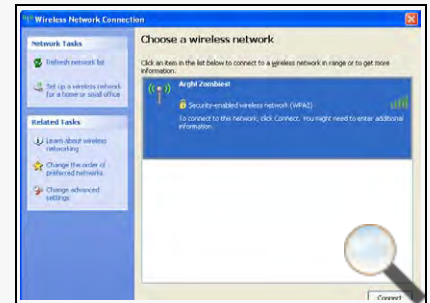 Wireless Network Connection
Network Tasks
Refresh network list
Set up a wireless network
for a home or small office
Related Tasks
Learn about wireless
networking
Change the order of
preferred networks
Change advanced
settings
Choose a wireless network
Click an item in the list below to connect to a wireless network in range or to get more
information.
Argh! Zombies!
Security-enabled wireless network (WPA2)
To connect to this network, click Connect. You might need to enter additional
information.
Connect